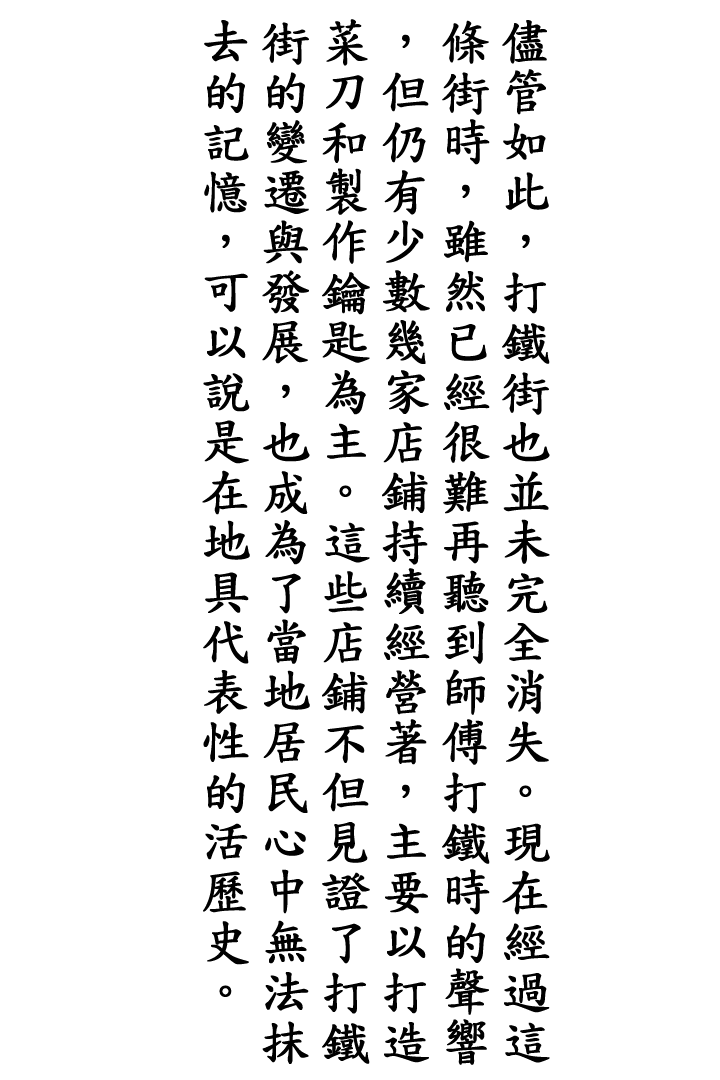 儘管如此，打鐵街也並未完全消失。現在經過這
條街時，雖然已經很難再聽到師傅打鐵時的聲響
，但仍有少數幾家店鋪持續經營著，主要以打造
菜刀和製作鑰匙為主。這些店鋪不但見證了打鐵
街的變遷與發展，也成為了當地居民心中無法抹
去的記憶，可以說是在地具代表性的活歷史。